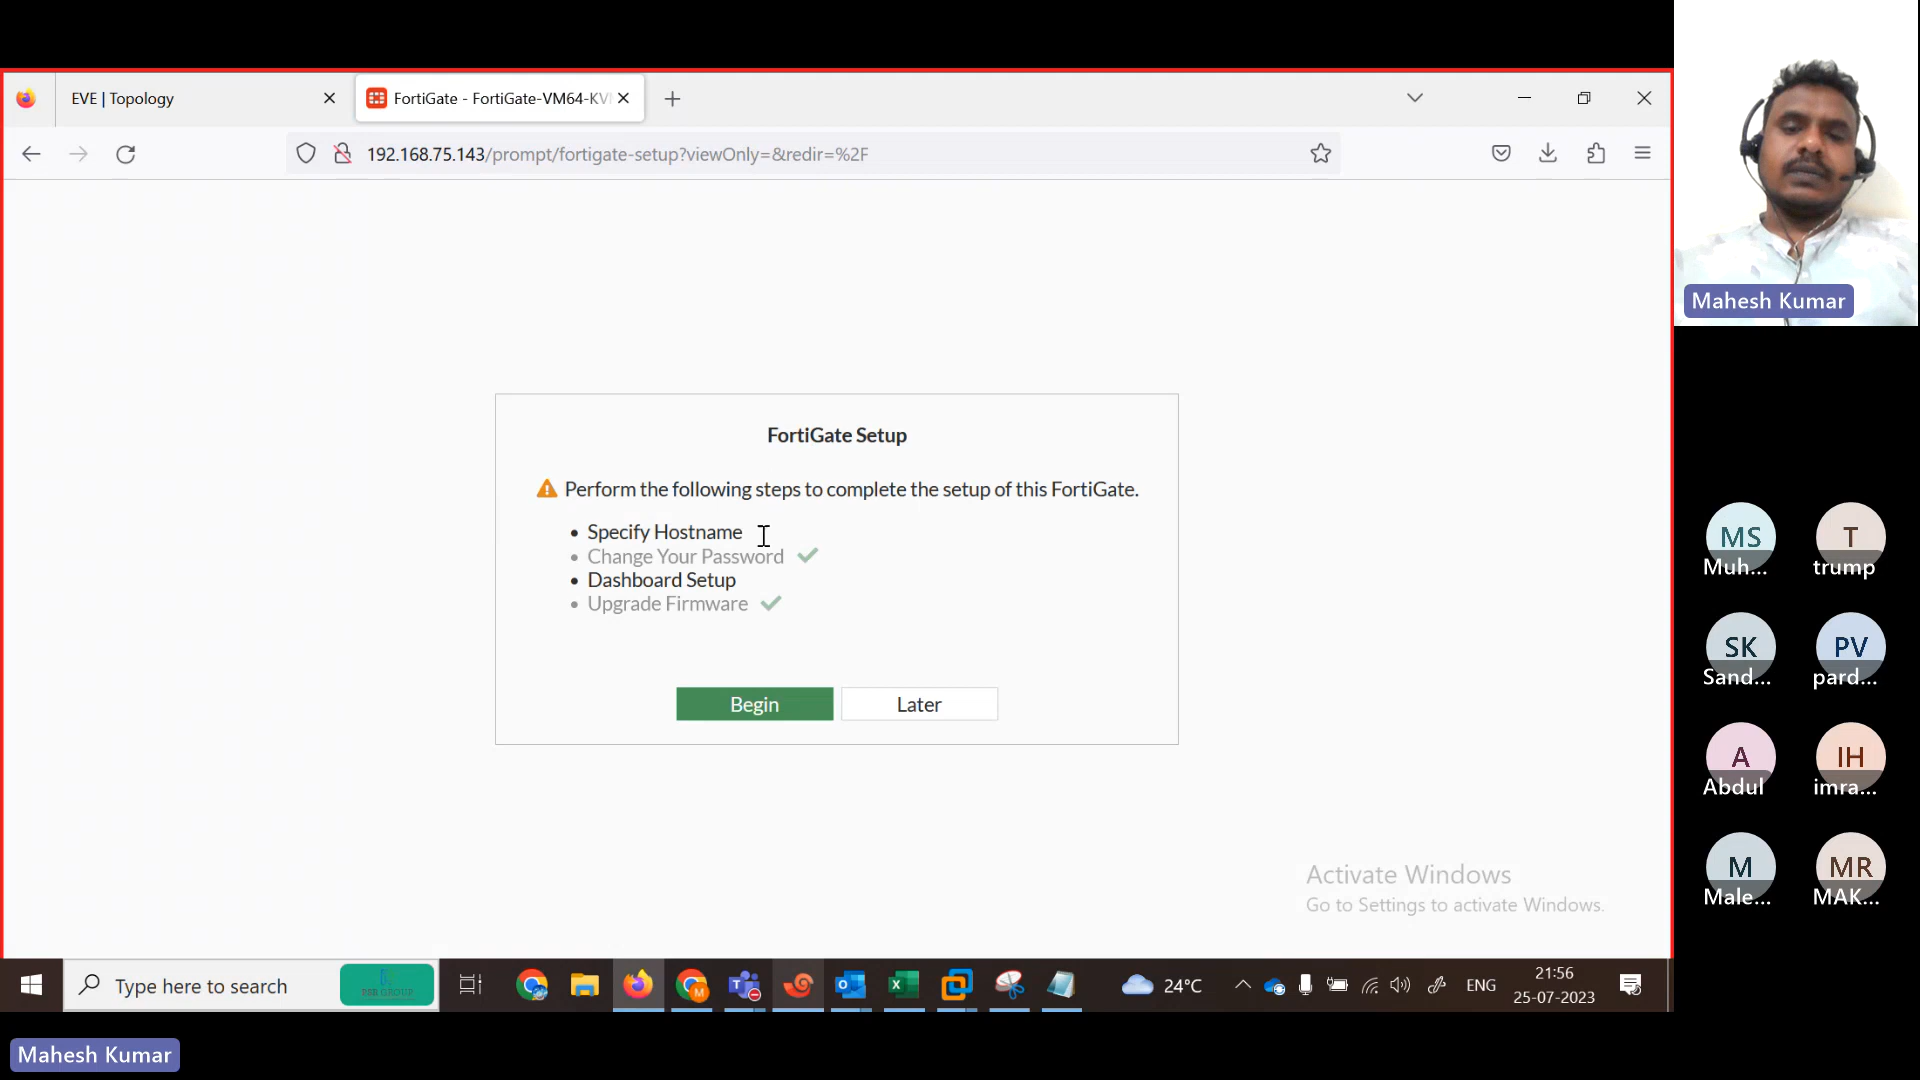 EVE | Topology
FortiGate - FortiGate-VM64-KV
192.168.75.143/prompt/fortigate-setup?viewOnly=&redir=%2F
FortiGate Setup
Perform the following steps to complete the setup of this FortiGate.
Specify Hostname
Change Your Password
Dashboard Setup
Upgrade Firmware
Begin
Later
Activate Windows
Go to Settings to activate Windows.
Type here to search
24°C
ENG
21:56
25-07-2023
Mahesh Kumar
MS
Muh...
T
trump
SK
Sand...
PV
pard...
A
Abdul
IH
imra...
M
Male...
MR
MAK...
Mahesh Kumar